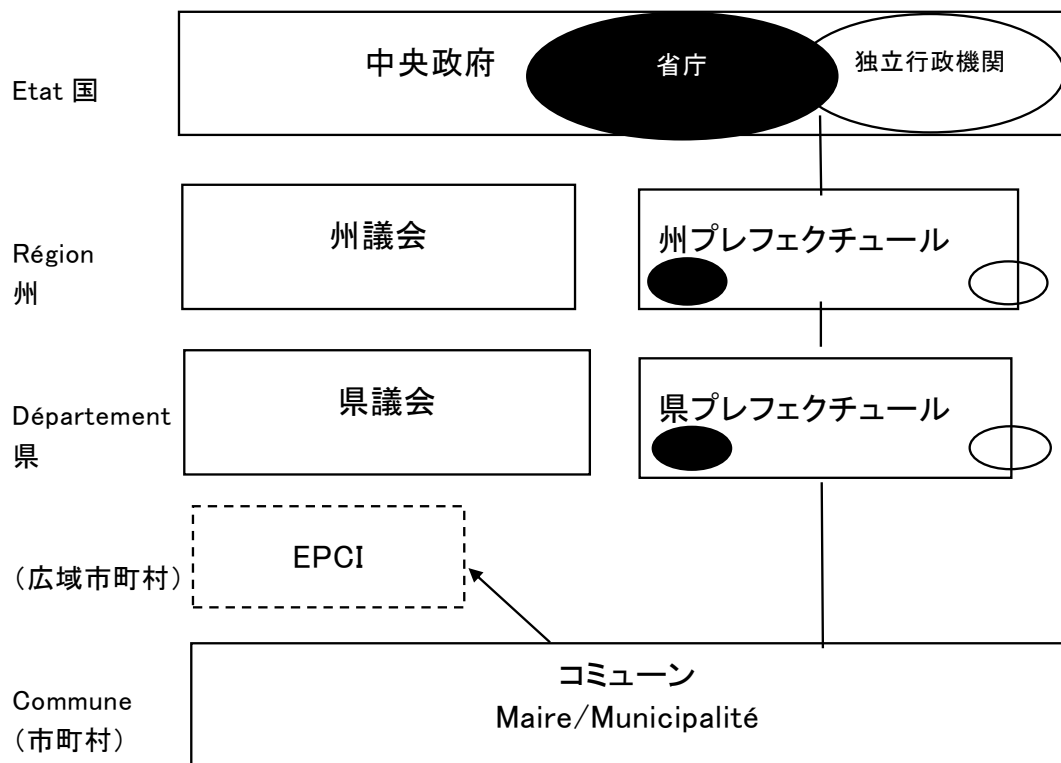 中央政府
省庁
独立行政機関
Etat 国
州議会
州プレフェクチュール
Région
州
県議会
県プレフェクチュール
Département
県
EPCI
（広域市町村）
コミューン
Maire/Municipalité
Commune
（市町村）